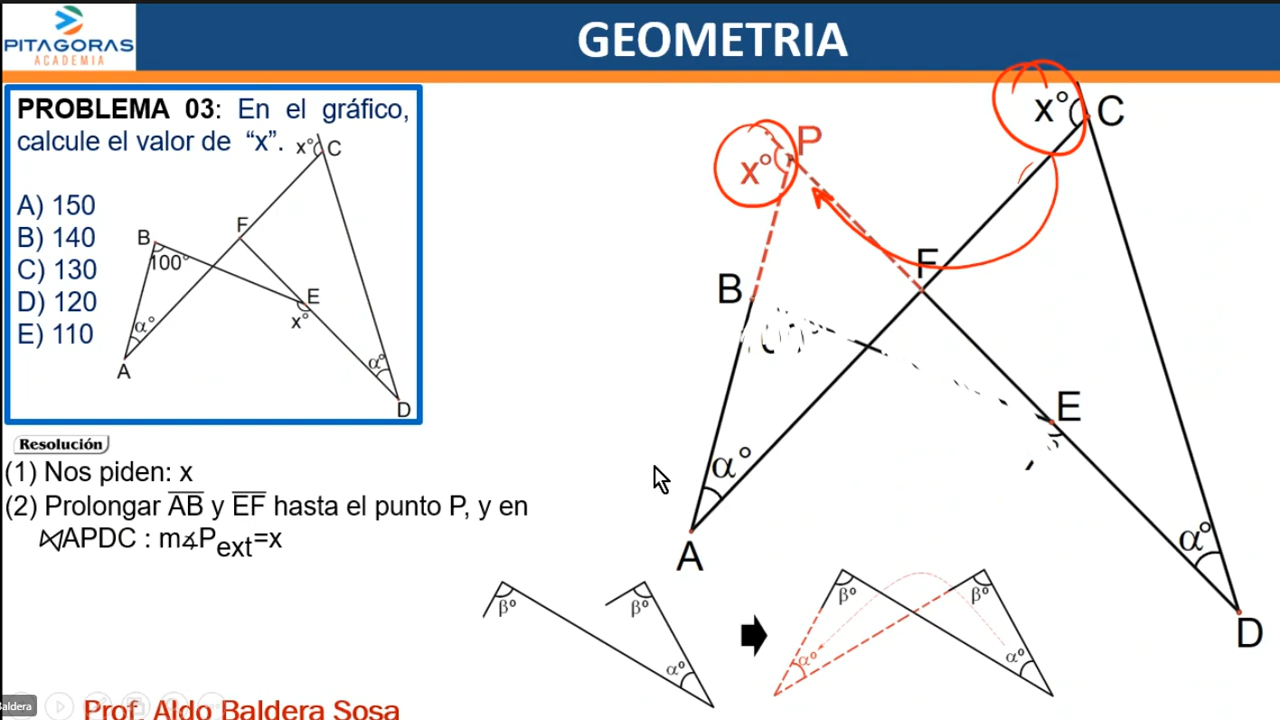 PITAGORAS
ACADEMIA
GEOMETRIA
PROBLEMA 03: En el gráfico,
calcule el valor de “x”.
A) 150
B) 140
C) 130
D) 120
E) 110
x° C
F
B
100°
E
x°
α°
α°
A
D
Resolución
(1) Nos piden: x
(2) Prolongar AB y EF hasta el punto P, y en
⋈APDC : m∡Pext=x
x° C
P
x°
F
B
E
α°
α°
A
D
β° β° β° β°
α° α° α°
Baldera
Prof. Aldo Baldera Sosa